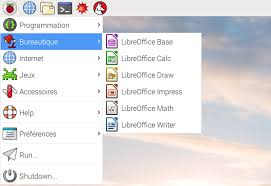 Programmation
Bureautique
Internet
Jeux
Accessoires
Help
Préférences
Run...
Shutdown...
LibreOffice Base
LibreOffice Calc
LibreOffice Draw
LibreOffice Impress
LibreOffice Math
LibreOffice Writer